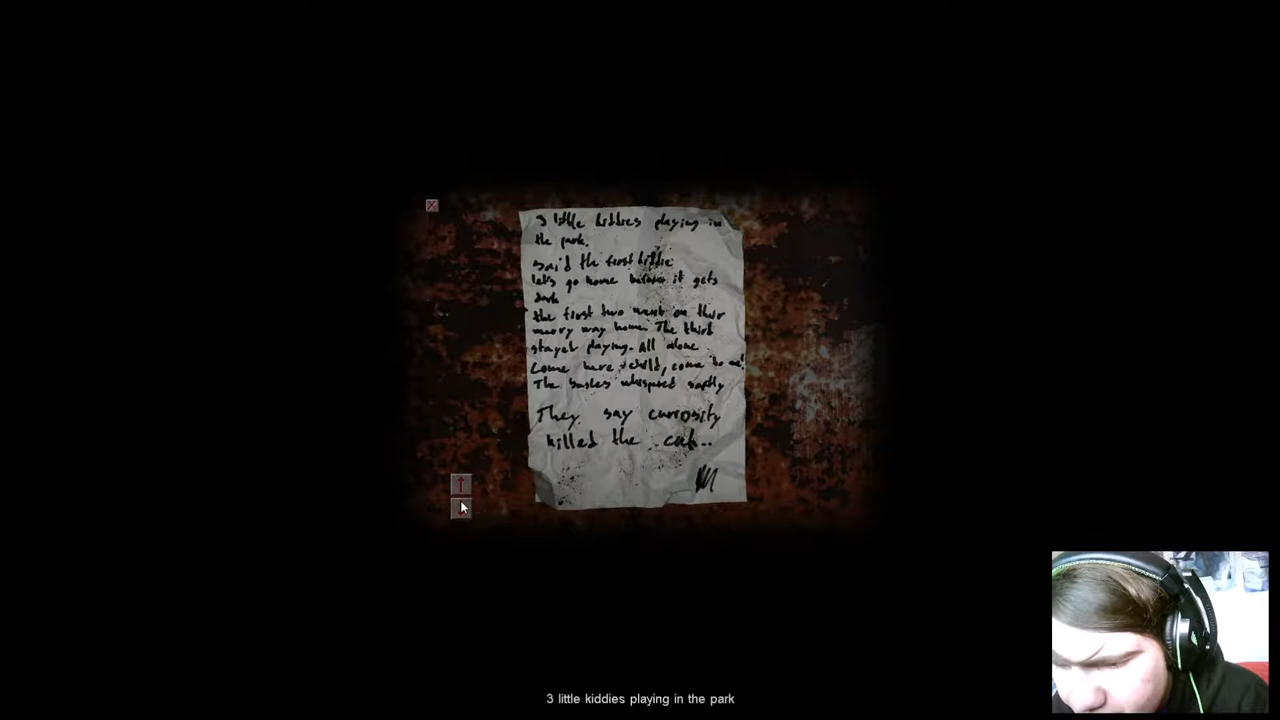 3 little kiddies playing in
the park.
said the first kiddie
let's go home before it gets
dark
the first two went on their
merry way home. The third
stayed playing. All alone
Come here child, come to me!
The bushes whispered softly
They say curiosity
killed the cat..
3 little kiddies playing in the park